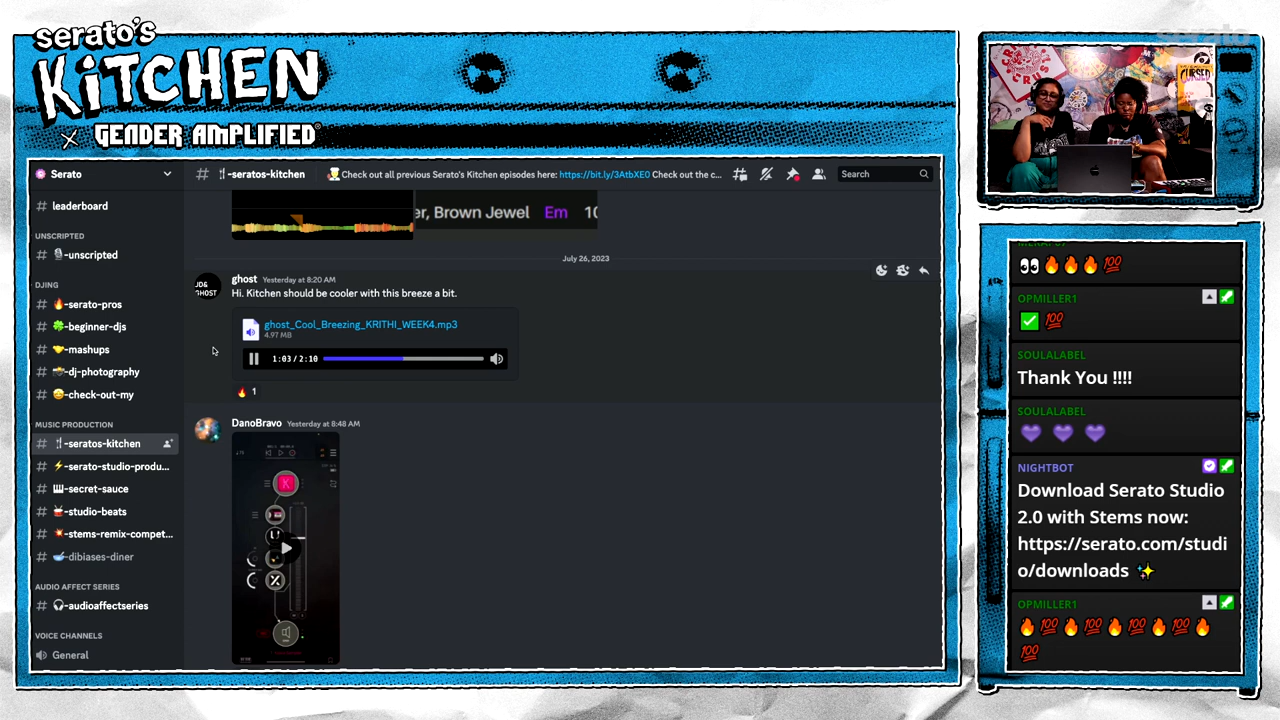 serato's
KiTCHEN
X GENDER AMPLIFIED®
serato
CURSED
Serato
# 🍴-seratos-kitchen
Check out all previous Serato's Kitchen episodes here: https://bit.ly/3AtbXE0 Check out the c...
Search
# leaderboard
UNSCRIPTED
# 🎙-unscripted
DJING
# 🔥-serato-pros
# 🍀-beginner-djs
# 🤝-mashups
# 📸-dj-photography
# 😄-check-out-my
MUSIC PRODUCTION
# 🍴-seratos-kitchen
# ⚡-serato-studio-produ...
# 🎹-secret-sauce
# 🥁-studio-beats
# 💥-stems-remix-compet...
# 🥣-dibiases-diner
AUDIO AFFECT SERIES
# 🎧-audioaffectseries
VOICE CHANNELS
General
er, Brown Jewel Em 10
July 26, 2023
JD&
GHOST
ghost Yesterday at 8:20 AM
Hi. Kitchen should be cooler with this breeze a bit.
ghost_Cool_Breezing_KRITHI_WEEK4.mp3
4.97 MB
1:03 / 2:10
🔥 1
DanoBravo Yesterday at 8:48 AM
K
👀🔥🔥🔥💯
OPMILLER1
✅💯
SOULALABEL
Thank You !!!!
SOULALABEL
💜 💜 💜
NIGHTBOT
Download Serato Studio
2.0 with Stems now:
https://serato.com/studi
o/downloads ✨
OPMILLER1
🔥💯🔥💯🔥💯🔥💯🔥
💯